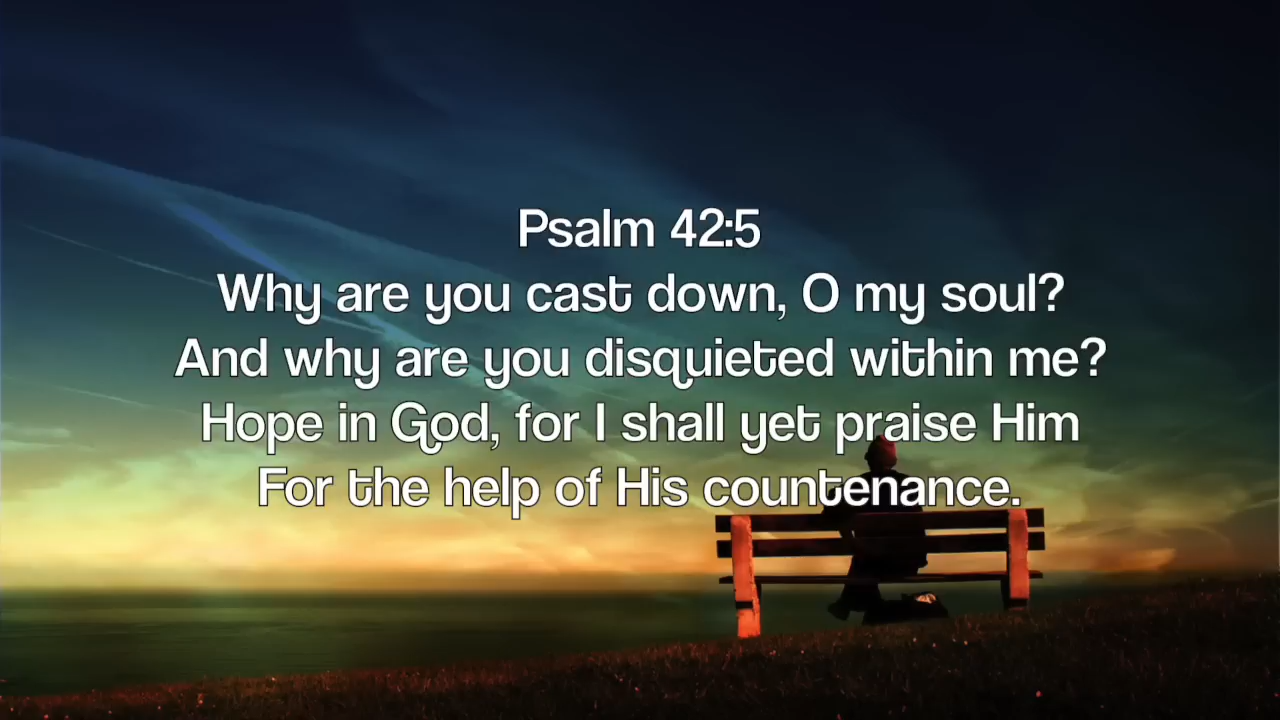 Psalm 42:5
Why are you cast down, O my soul?
And why are you disquieted within me?
Hope in God, for I shall yet praise Him
For the help of His countenance.